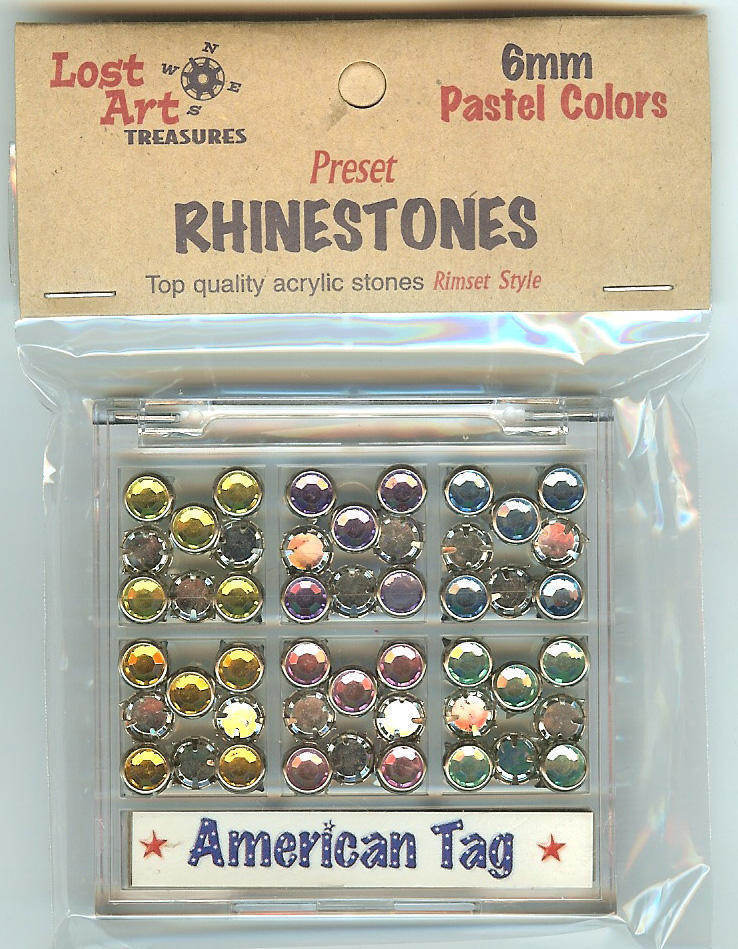 Lost
Art
TREASURES
N
W
E
S
6mm
Pastel Colors
Preset
RHINESTONES
Top quality acrylic stones Rimset Style
American Tag